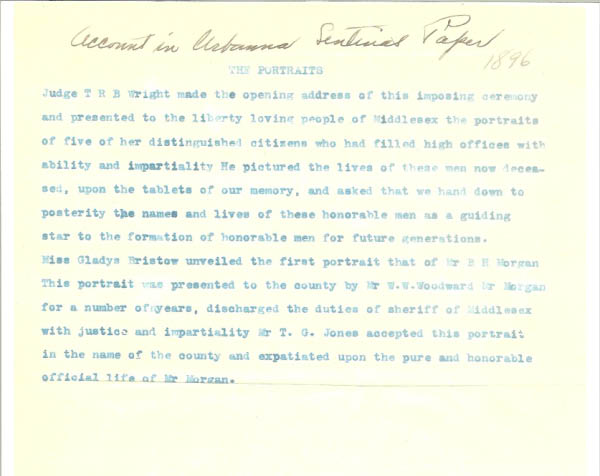 Account in Urbanna Sentinal Paper
1896
THE PORTRAITS
Judge T R B Wright made the opening address of this imposing ceremony
and presented to the liberty loving people of Middlesex the portraits
of five of her distinguished citizens who had filled high offices with
ability and impartiality He pictured the lives of these men now decea-
sed, upon the tablets of our memory, and asked that we hand down to
posterity the names and lives of these honorable men as a guiding
star to the formation of honorable men for future generations.
Miss Gladys Bristow unveiled the first portrait that of Mr B H Morgan
This portrait was presented to the county by Mr W.W.Woodward Mr Morgan
for a number of years, discharged the duties of sheriff of Middlesex
with justice and impartiality Mr T. G. Jones accepted this portrait
in the name of the county and expatiated upon the pure and honorable
official life of Mr Morgan.